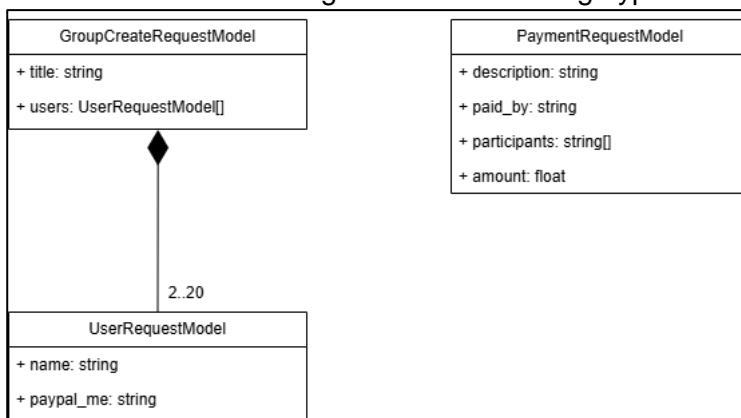 GroupCreateRequestModel
+ title: string
+ users: UserRequestModel[]
2..20
UserRequestModel
+ name: string
+ paypal_me: string
PaymentRequestModel
+ description: string
+ paid_by: string
+ participants: string[]
+ amount: float